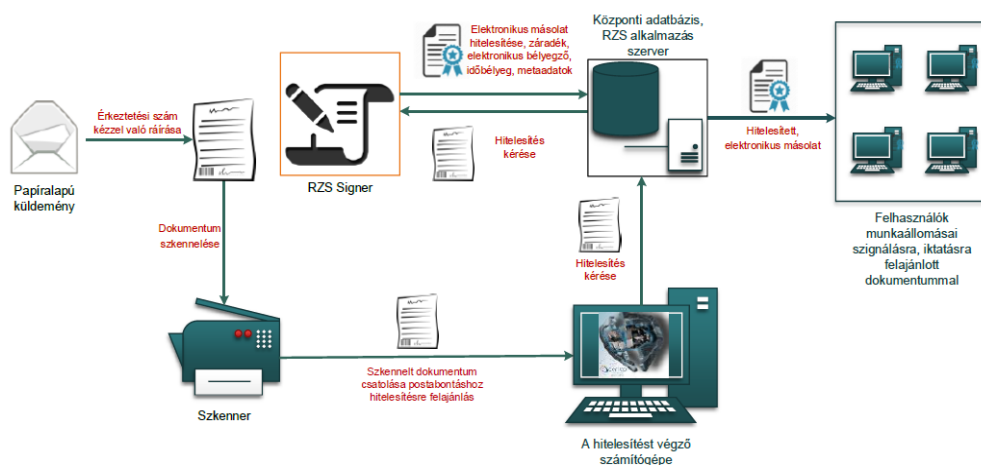 Elektronikus másolat
hitelesítése, záradék,
elektronikus bélyegző,
időbélyeg, metaadatok
Központi adatbázis,
RZS alkalmazás
szerver
Érkeztetési szám
kézzel való ráírása
Hitelesítés
kérése
Hitelesített,
elektronikus másolat
Papíralapú
küldemény
RZS Signer
Dokumentum
szkennelése
Hitelesítés
kérése
Felhasználók
munkaállomásai
szignálásra, iktatásra
felajánlott
dokumentummal
Szkennelt dokumentum
csatolása postabontáshoz
hitelesítésre felajánlás
Szkenner
A hitelesítést végző
számítógépe